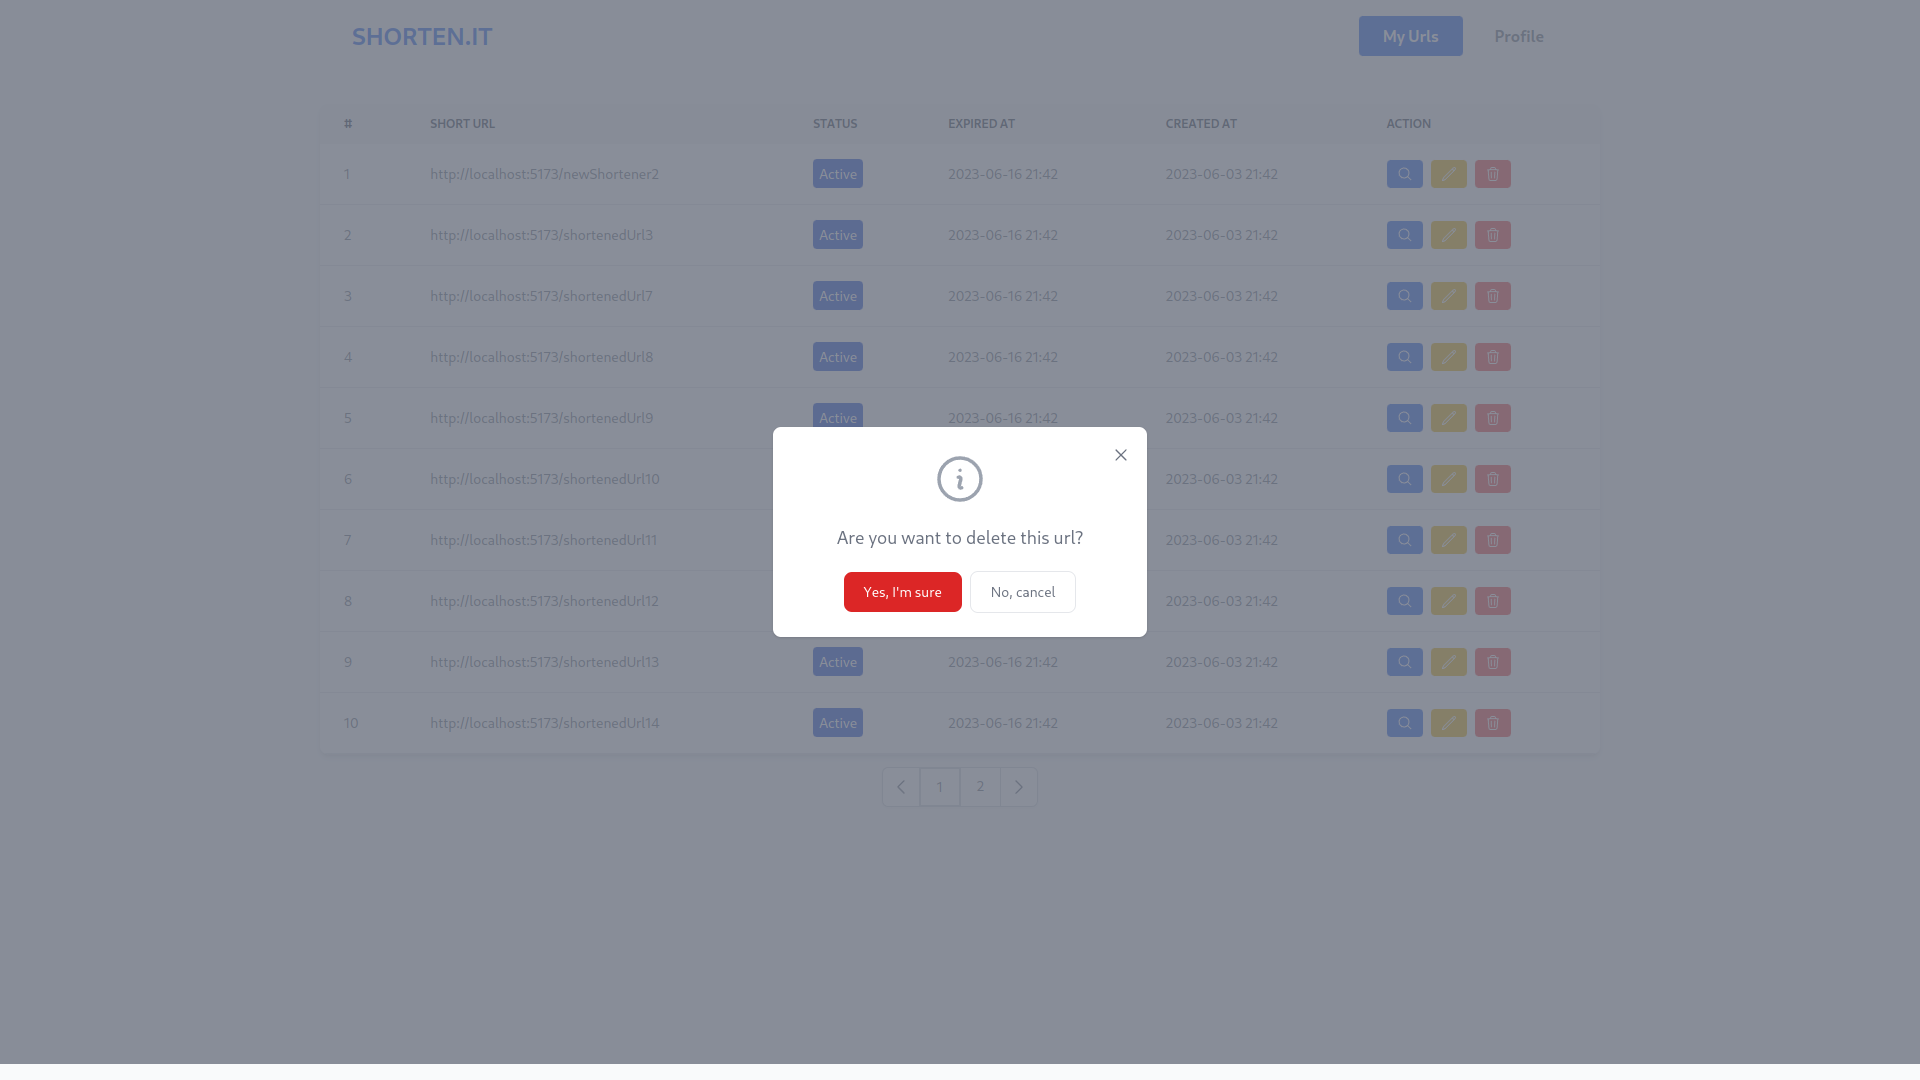 SHORTEN.IT My Urls Profile
# SHORT URL STATUS EXPIRED AT CREATED AT ACTION
1 http://localhost:5173/newShortener2 Active 2023-06-16 21:42 2023-06-03 21:42
2 http://localhost:5173/shortenedUrl3 Active 2023-06-16 21:42 2023-06-03 21:42
3 http://localhost:5173/shortenedUrl7 Active 2023-06-16 21:42 2023-06-03 21:42
4 http://localhost:5173/shortenedUrl8 Active 2023-06-16 21:42 2023-06-03 21:42
5 http://localhost:5173/shortenedUrl9 Active 2023-06-16 21:42 2023-06-03 21:42
6 http://localhost:5173/shortenedUrl10 2023-06-03 21:42
7 http://localhost:5173/shortenedUrl11 2023-06-03 21:42
8 http://localhost:5173/shortenedUrl12 2023-06-03 21:42
9 http://localhost:5173/shortenedUrl13 Active 2023-06-16 21:42 2023-06-03 21:42
10 http://localhost:5173/shortenedUrl14 Active 2023-06-16 21:42 2023-06-03 21:42
Are you want to delete this url?
Yes, I'm sure No, cancel
1 2